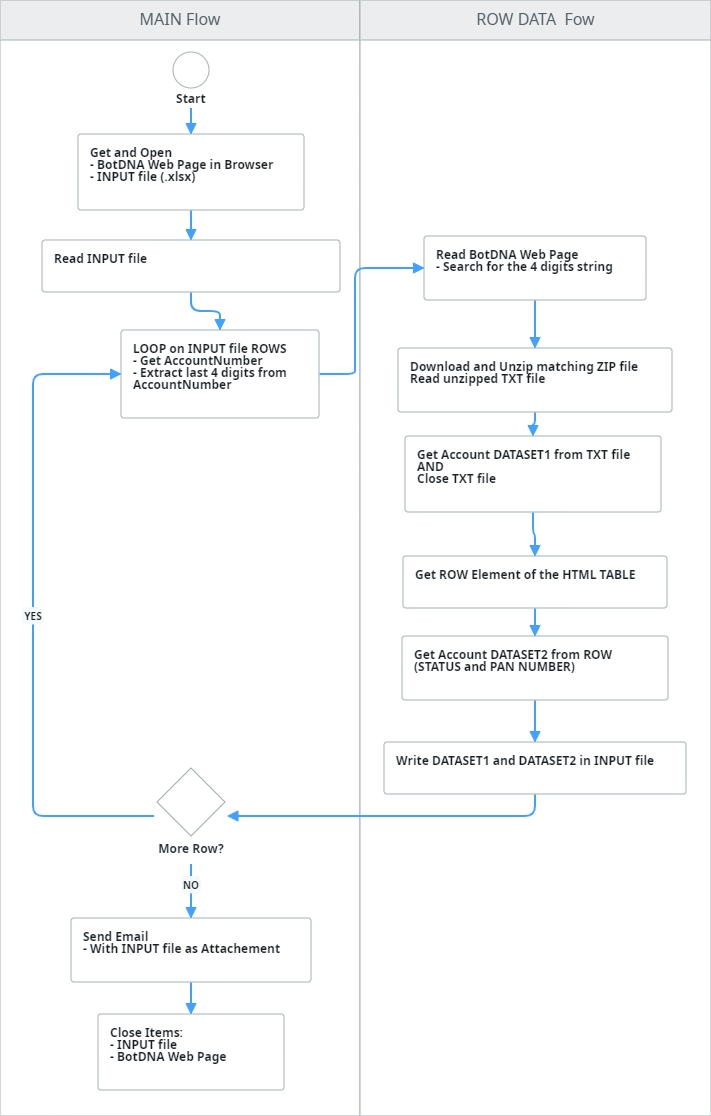 MAIN Flow
ROW DATA  Fow
Start
Get and Open
- BotDNA Web Page in Browser
- INPUT file (.xlsx)
Read INPUT file
LOOP on INPUT file ROWS
- Get AccountNumber
- Extract last 4 digits from
AccountNumber
Read BotDNA Web Page
- Search for the 4 digits string
Download and Unzip matching ZIP file
Read unzipped TXT file
Get Account DATASET1 from TXT file
AND
Close TXT file
Get ROW Element of the HTML TABLE
Get Account DATASET2 from ROW
(STATUS and PAN NUMBER)
Write DATASET1 and DATASET2 in INPUT file
YES
More Row?
NO
Send Email
- With INPUT file as Attachement
Close Items:
- INPUT file
- BotDNA Web Page